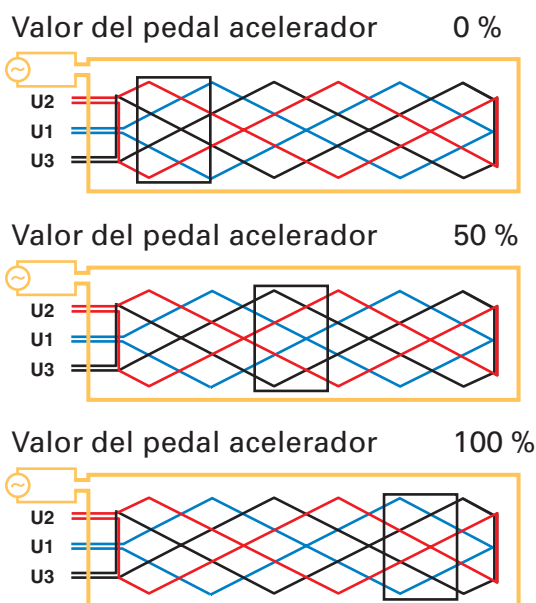 Valor del pedal acelerador 0 %
~
U2
U1
U3
Valor del pedal acelerador 50 %
~
U2
U1
U3
Valor del pedal acelerador 100 %
~
U2
U1
U3